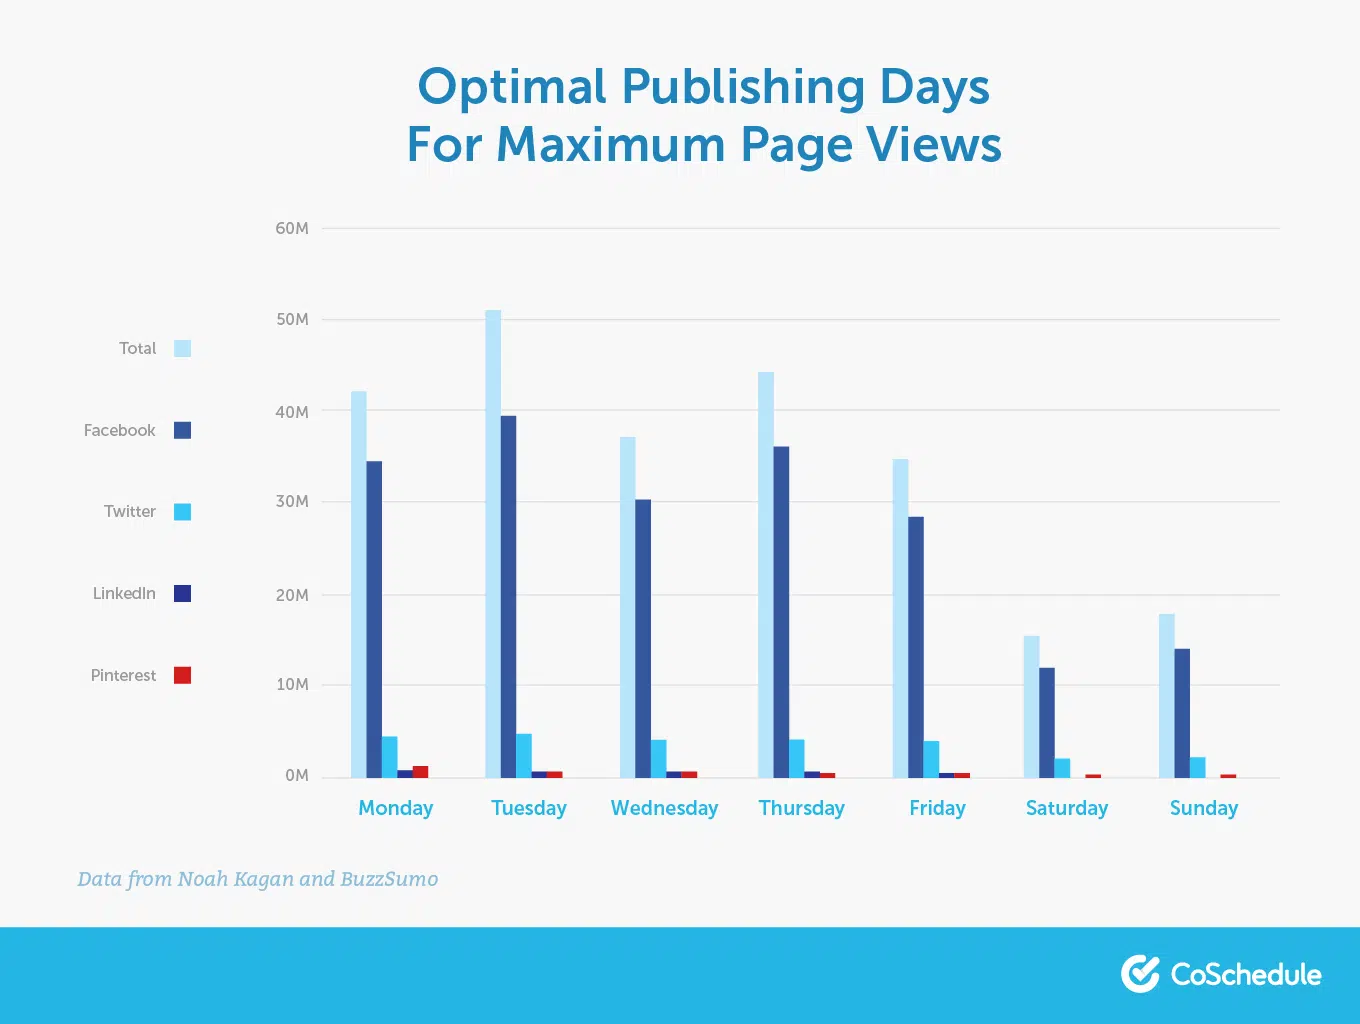 Optimal Publishing Days
For Maximum Page Views
60M
50M
40M
30M
20M
10M
0M
Total
Facebook
Twitter
LinkedIn
Pinterest
Monday
Tuesday
Wednesday
Thursday
Friday
Saturday
Sunday
Data from Noah Kagan and BuzzSumo
CoSchedule